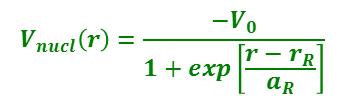 V_nucl(r) = −V_0 / (1 + exp[(r − r_R) / a_R])